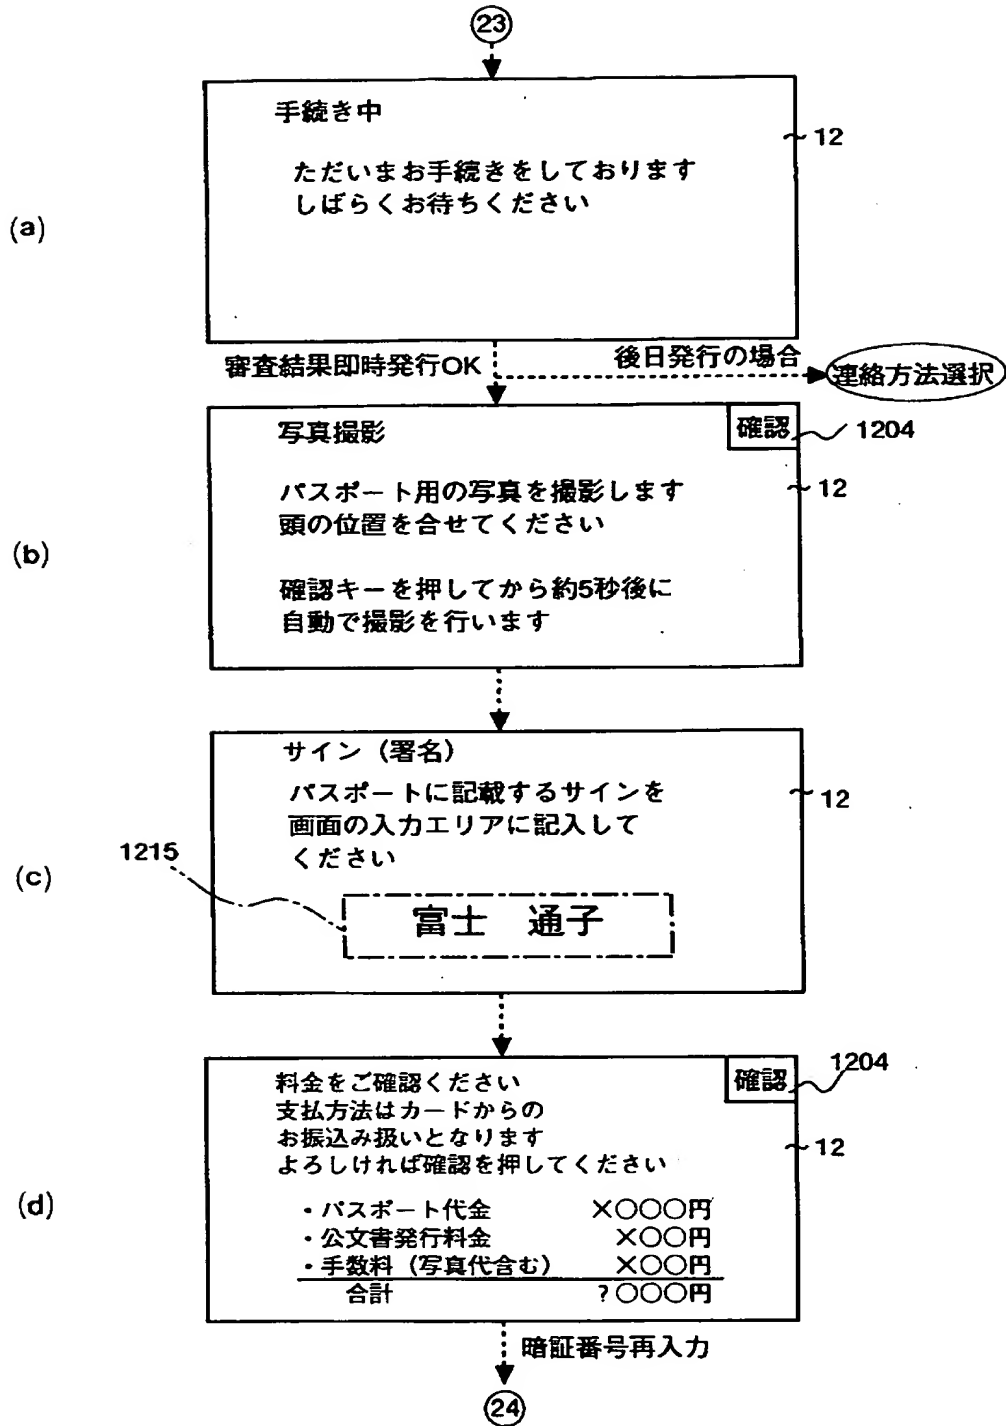 23
手続き中
12
ただいまお手続きをしております
しばらくお待ちください
(a)
審査結果即時発行OK
後日発行の場合
連絡方法選択
写真撮影
確認
1204
パスポート用の写真を撮影します
12
頭の位置を合せてください
(b)
確認キーを押してから約5秒後に
自動で撮影を行います
サイン（署名）
パスポートに記載するサインを
12
画面の入力エリアに記入して
ください
1215
(c)
富士　通子
料金をご確認ください
確認
1204
支払方法はカードからの
お振込み扱いとなります
12
よろしければ確認を押してください
(d)
・パスポート代金　×○○○円
・公文書発行料金　×○○円
・手数料（写真代含む）　×○○円
合計　?○○○円
暗証番号再入力
24